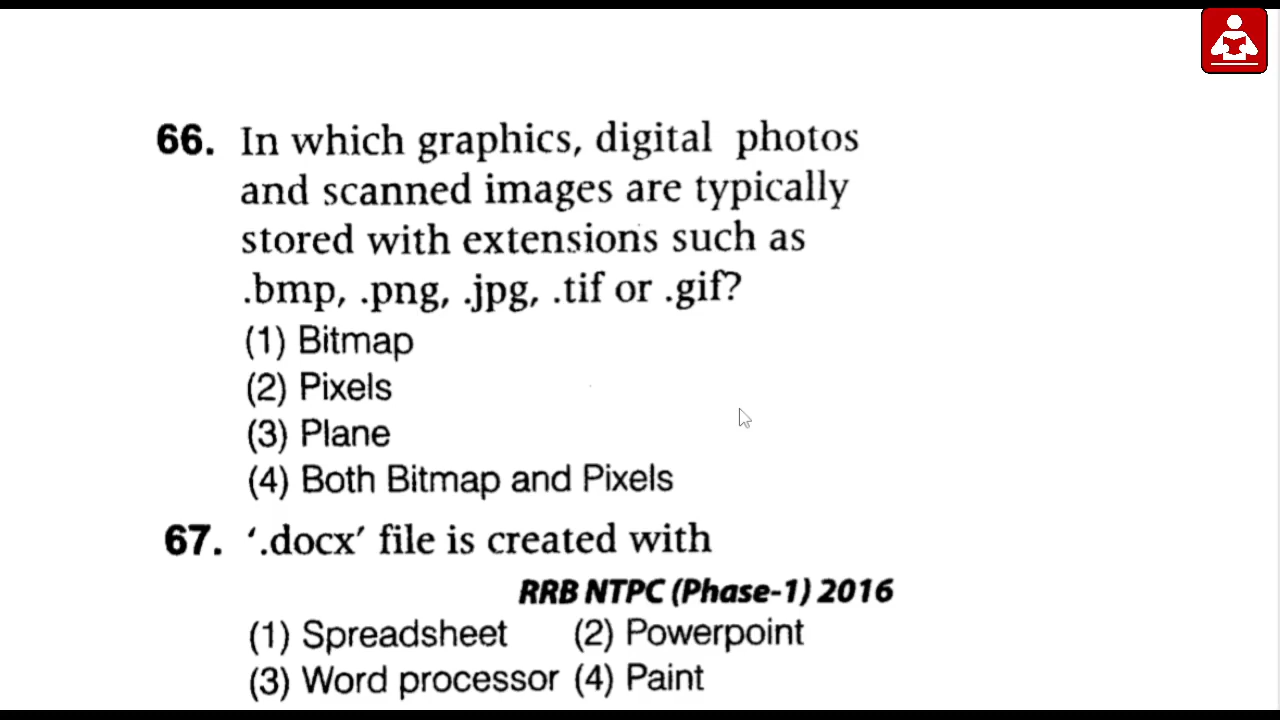 66. In which graphics, digital photos
and scanned images are typically
stored with extensions such as
.bmp, .png, .jpg, .tif or .gif?
(1) Bitmap
(2) Pixels
(3) Plane
(4) Both Bitmap and Pixels
67. '.docx' file is created with
RRB NTPC (Phase-1) 2016
(1) Spreadsheet (2) Powerpoint
(3) Word processor (4) Paint